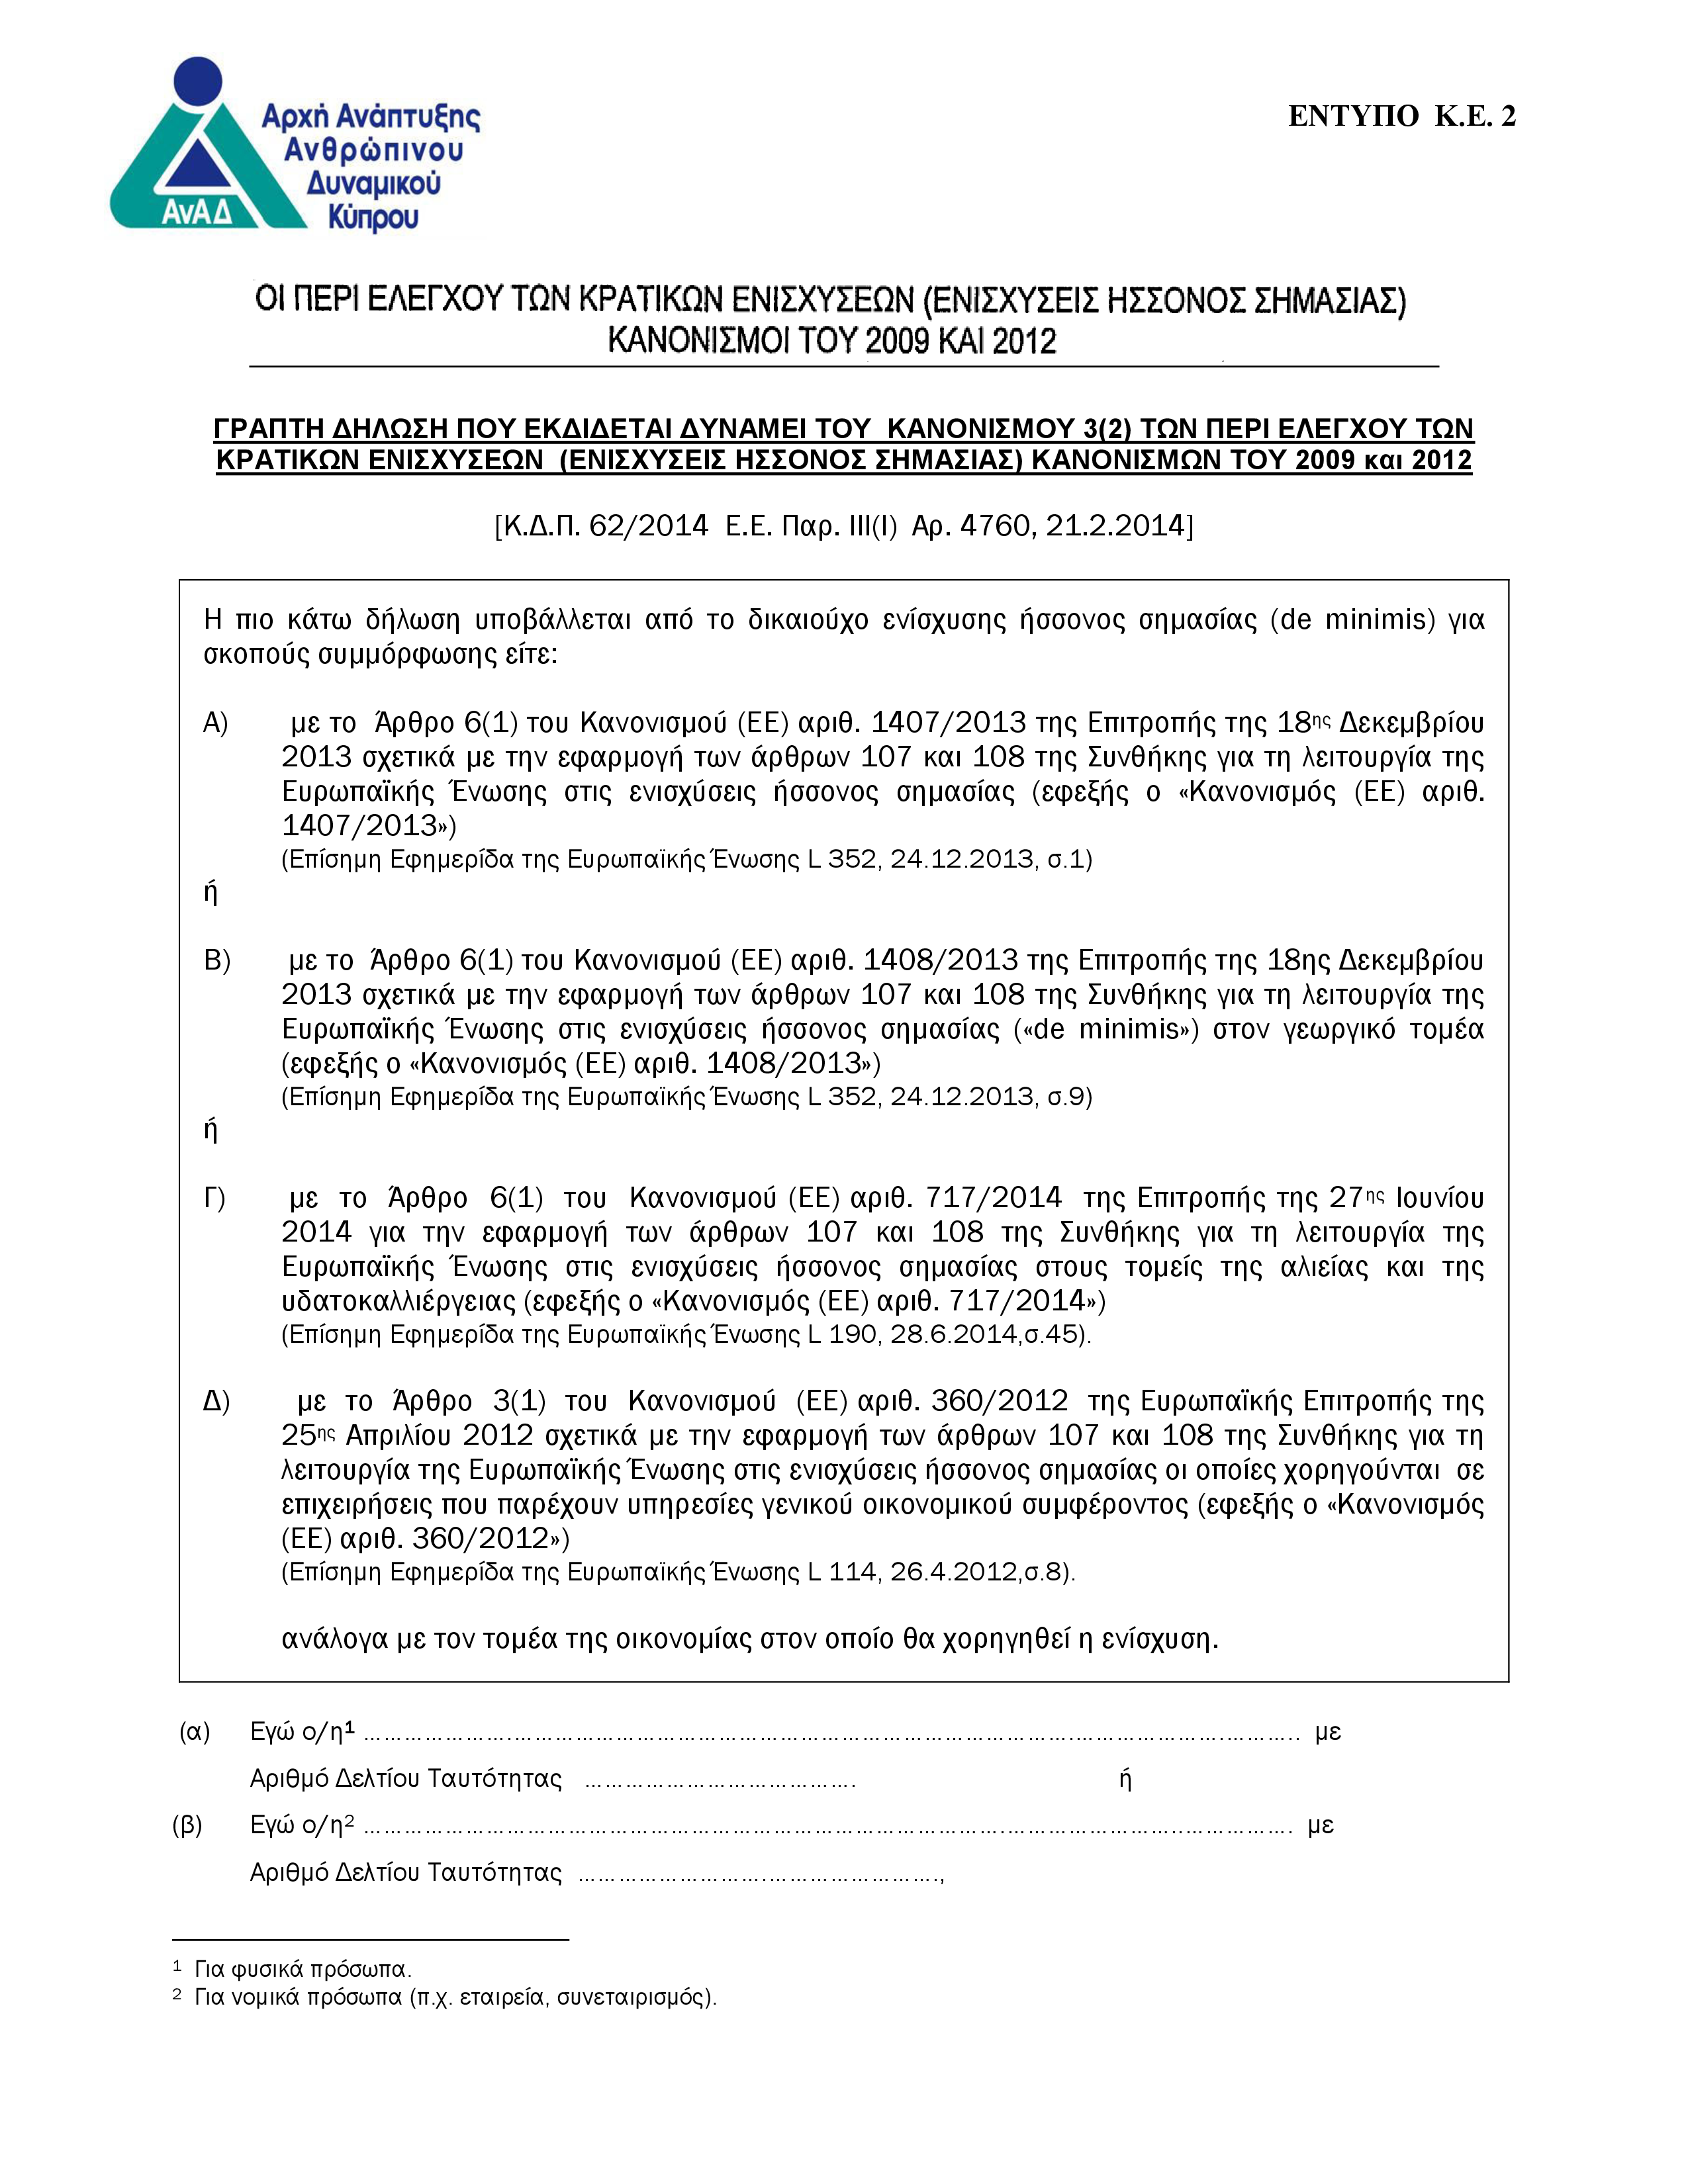 Αρχή Ανάπτυξης
Ανθρώπινου
Δυναμικού
Κύπρου
ΑνΑΔ
ΕΝΤΥΠΟ Κ.Ε. 2
ΟΙ ΠΕΡΙ ΕΛΕΓΧΟΥ ΤΩΝ ΚΡΑΤΙΚΩΝ ΕΝΙΣΧΥΣΕΩΝ (ΕΝΙΣΧΥΣΕΙΣ ΗΣΣΟΝΟΣ ΣΗΜΑΣΙΑΣ)
ΚΑΝΟΝΙΣΜΟΙ ΤΟΥ 2009 ΚΑΙ 2012
ΓΡΑΠΤΗ ΔΗΛΩΣΗ ΠΟΥ ΕΚΔΙΔΕΤΑΙ ΔΥΝΑΜΕΙ ΤΟΥ ΚΑΝΟΝΙΣΜΟΥ 3(2) ΤΩΝ ΠΕΡΙ ΕΛΕΓΧΟΥ ΤΩΝ
ΚΡΑΤΙΚΩΝ ΕΝΙΣΧΥΣΕΩΝ (ΕΝΙΣΧΥΣΕΙΣ ΗΣΣΟΝΟΣ ΣΗΜΑΣΙΑΣ) ΚΑΝΟΝΙΣΜΩΝ ΤΟΥ 2009 και 2012
[Κ.Δ.Π. 62/2014 Ε.Ε. Παρ. ΙΙΙ(Ι) Αρ. 4760, 21.2.2014]
Η πιο κάτω δήλωση υποβάλλεται από το δικαιούχο ενίσχυσης ήσσονος σημασίας (de minimis) για
σκοπούς συμμόρφωσης είτε:
Α) με το Άρθρο 6(1) του Κανονισμού (ΕΕ) αριθ. 1407/2013 της Επιτροπής της 18ης Δεκεμβρίου
2013 σχετικά με την εφαρμογή των άρθρων 107 και 108 της Συνθήκης για τη λειτουργία της
Ευρωπαϊκής Ένωσης στις ενισχύσεις ήσσονος σημασίας (εφεξής ο «Κανονισμός (ΕΕ) αριθ.
1407/2013»)
(Επίσημη Εφημερίδα της Ευρωπαϊκής Ένωσης L 352, 24.12.2013, σ.1)
ή
Β) με το Άρθρο 6(1) του Κανονισμού (ΕΕ) αριθ. 1408/2013 της Επιτροπής της 18ης Δεκεμβρίου
2013 σχετικά με την εφαρμογή των άρθρων 107 και 108 της Συνθήκης για τη λειτουργία της
Ευρωπαϊκής Ένωσης στις ενισχύσεις ήσσονος σημασίας («de minimis») στον γεωργικό τομέα
(εφεξής ο «Κανονισμός (ΕΕ) αριθ. 1408/2013»)
(Επίσημη Εφημερίδα της Ευρωπαϊκής Ένωσης L 352, 24.12.2013, σ.9)
ή
Γ) με το Άρθρο 6(1) του Κανονισμού (ΕΕ) αριθ. 717/2014 της Επιτροπής της 27ης Ιουνίου
2014 για την εφαρμογή των άρθρων 107 και 108 της Συνθήκης για τη λειτουργία της
Ευρωπαϊκής Ένωσης στις ενισχύσεις ήσσονος σημασίας στους τομείς της αλιείας και της
υδατοκαλλιέργειας (εφεξής ο «Κανονισμός (ΕΕ) αριθ. 717/2014»)
(Επίσημη Εφημερίδα της Ευρωπαϊκής Ένωσης L 190, 28.6.2014,σ.45).
Δ) με το Άρθρο 3(1) του Κανονισμού (ΕΕ) αριθ. 360/2012 της Ευρωπαϊκής Επιτροπής της
25ης Απριλίου 2012 σχετικά με την εφαρμογή των άρθρων 107 και 108 της Συνθήκης για τη
λειτουργία της Ευρωπαϊκής Ένωσης στις ενισχύσεις ήσσονος σημασίας οι οποίες χορηγούνται σε
επιχειρήσεις που παρέχουν υπηρεσίες γενικού οικονομικού συμφέροντος (εφεξής ο «Κανονισμός
(ΕΕ) αριθ. 360/2012»)
(Επίσημη Εφημερίδα της Ευρωπαϊκής Ένωσης L 114, 26.4.2012,σ.8).
ανάλογα με τον τομέα της οικονομίας στον οποίο θα χορηγηθεί η ενίσχυση.
(α) Εγώ ο/η1 ……………………………………………………………………………… με
Αριθμό Δελτίου Ταυτότητας …………………………………. ή
(β) Εγώ ο/η2 ……………………………………………………………………………… με
Αριθμό Δελτίου Ταυτότητας …………………………………………….,
1 Για φυσικά πρόσωπα.
2 Για νομικά πρόσωπα (π.χ. εταιρεία, συνεταιρισμός).